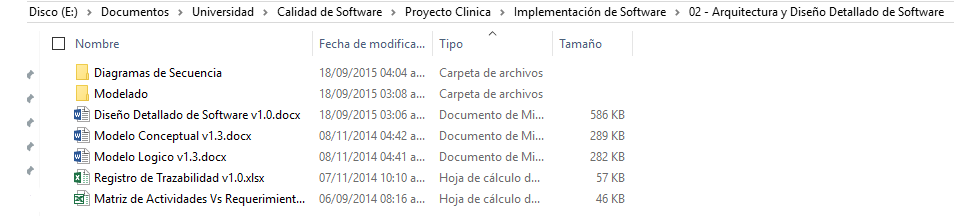 Disco (E:) > Documentos > Universidad > Calidad de Software > Proyecto Clinica > Implementación de Software > 02 - Arquitectura y Diseño Detallado de Software
Nombre Fecha de modifica... Tipo Tamaño
Diagramas de Secuencia 18/09/2015 04:04 a... Carpeta de archivos
Modelado 18/09/2015 03:08 a... Carpeta de archivos
Diseño Detallado de Software v1.0.docx 18/09/2015 03:06 a... Documento de Mi... 586 KB
Modelo Conceptual v1.3.docx 08/11/2014 04:42 a... Documento de Mi... 289 KB
Modelo Logico v1.3.docx 08/11/2014 04:41 a... Documento de Mi... 282 KB
Registro de Trazabilidad v1.0.xlsx 07/11/2014 10:10 a... Hoja de cálculo d... 57 KB
Matriz de Actividades Vs Requerimient... 06/09/2014 08:16 a... Hoja de cálculo d... 46 KB